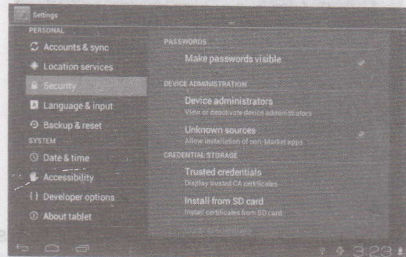 Settings
PERSONAL
Accounts & sync
Location services
Security
Language & input
Backup & reset
SYSTEM
Date & time
Accessibility
Developer options
About tablet
PASSWORDS
Make passwords visible
DEVICE ADMINISTRATION
Device administrators
View or deactivate device administrators
Unknown sources
Allow installation of non-Market apps
CREDENTIAL STORAGE
Trusted credentials
Display trusted CA certificates
Install from SD card
Install certificates from SD card
3:23